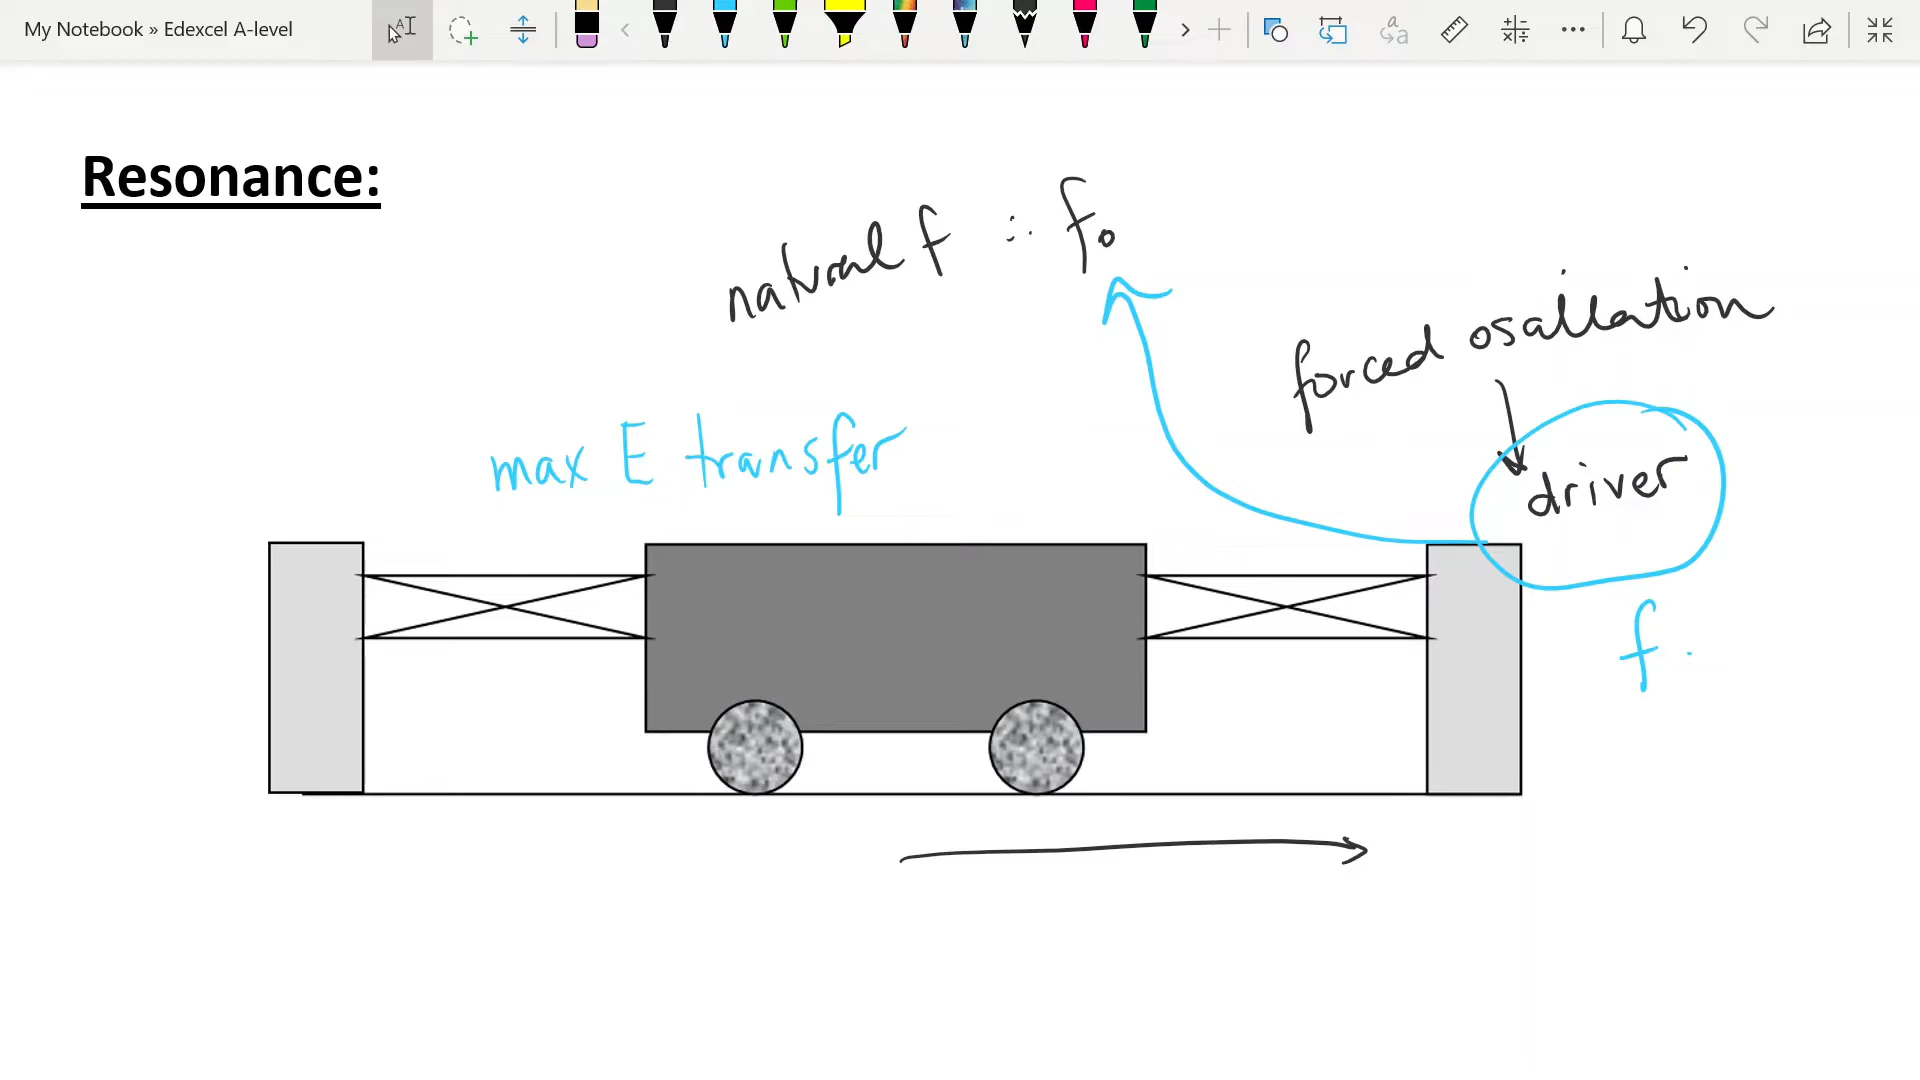 My Notebook » Edexcel A-level
Resonance:
natural f : f₀
forced osallation
driver
max E transfer
f